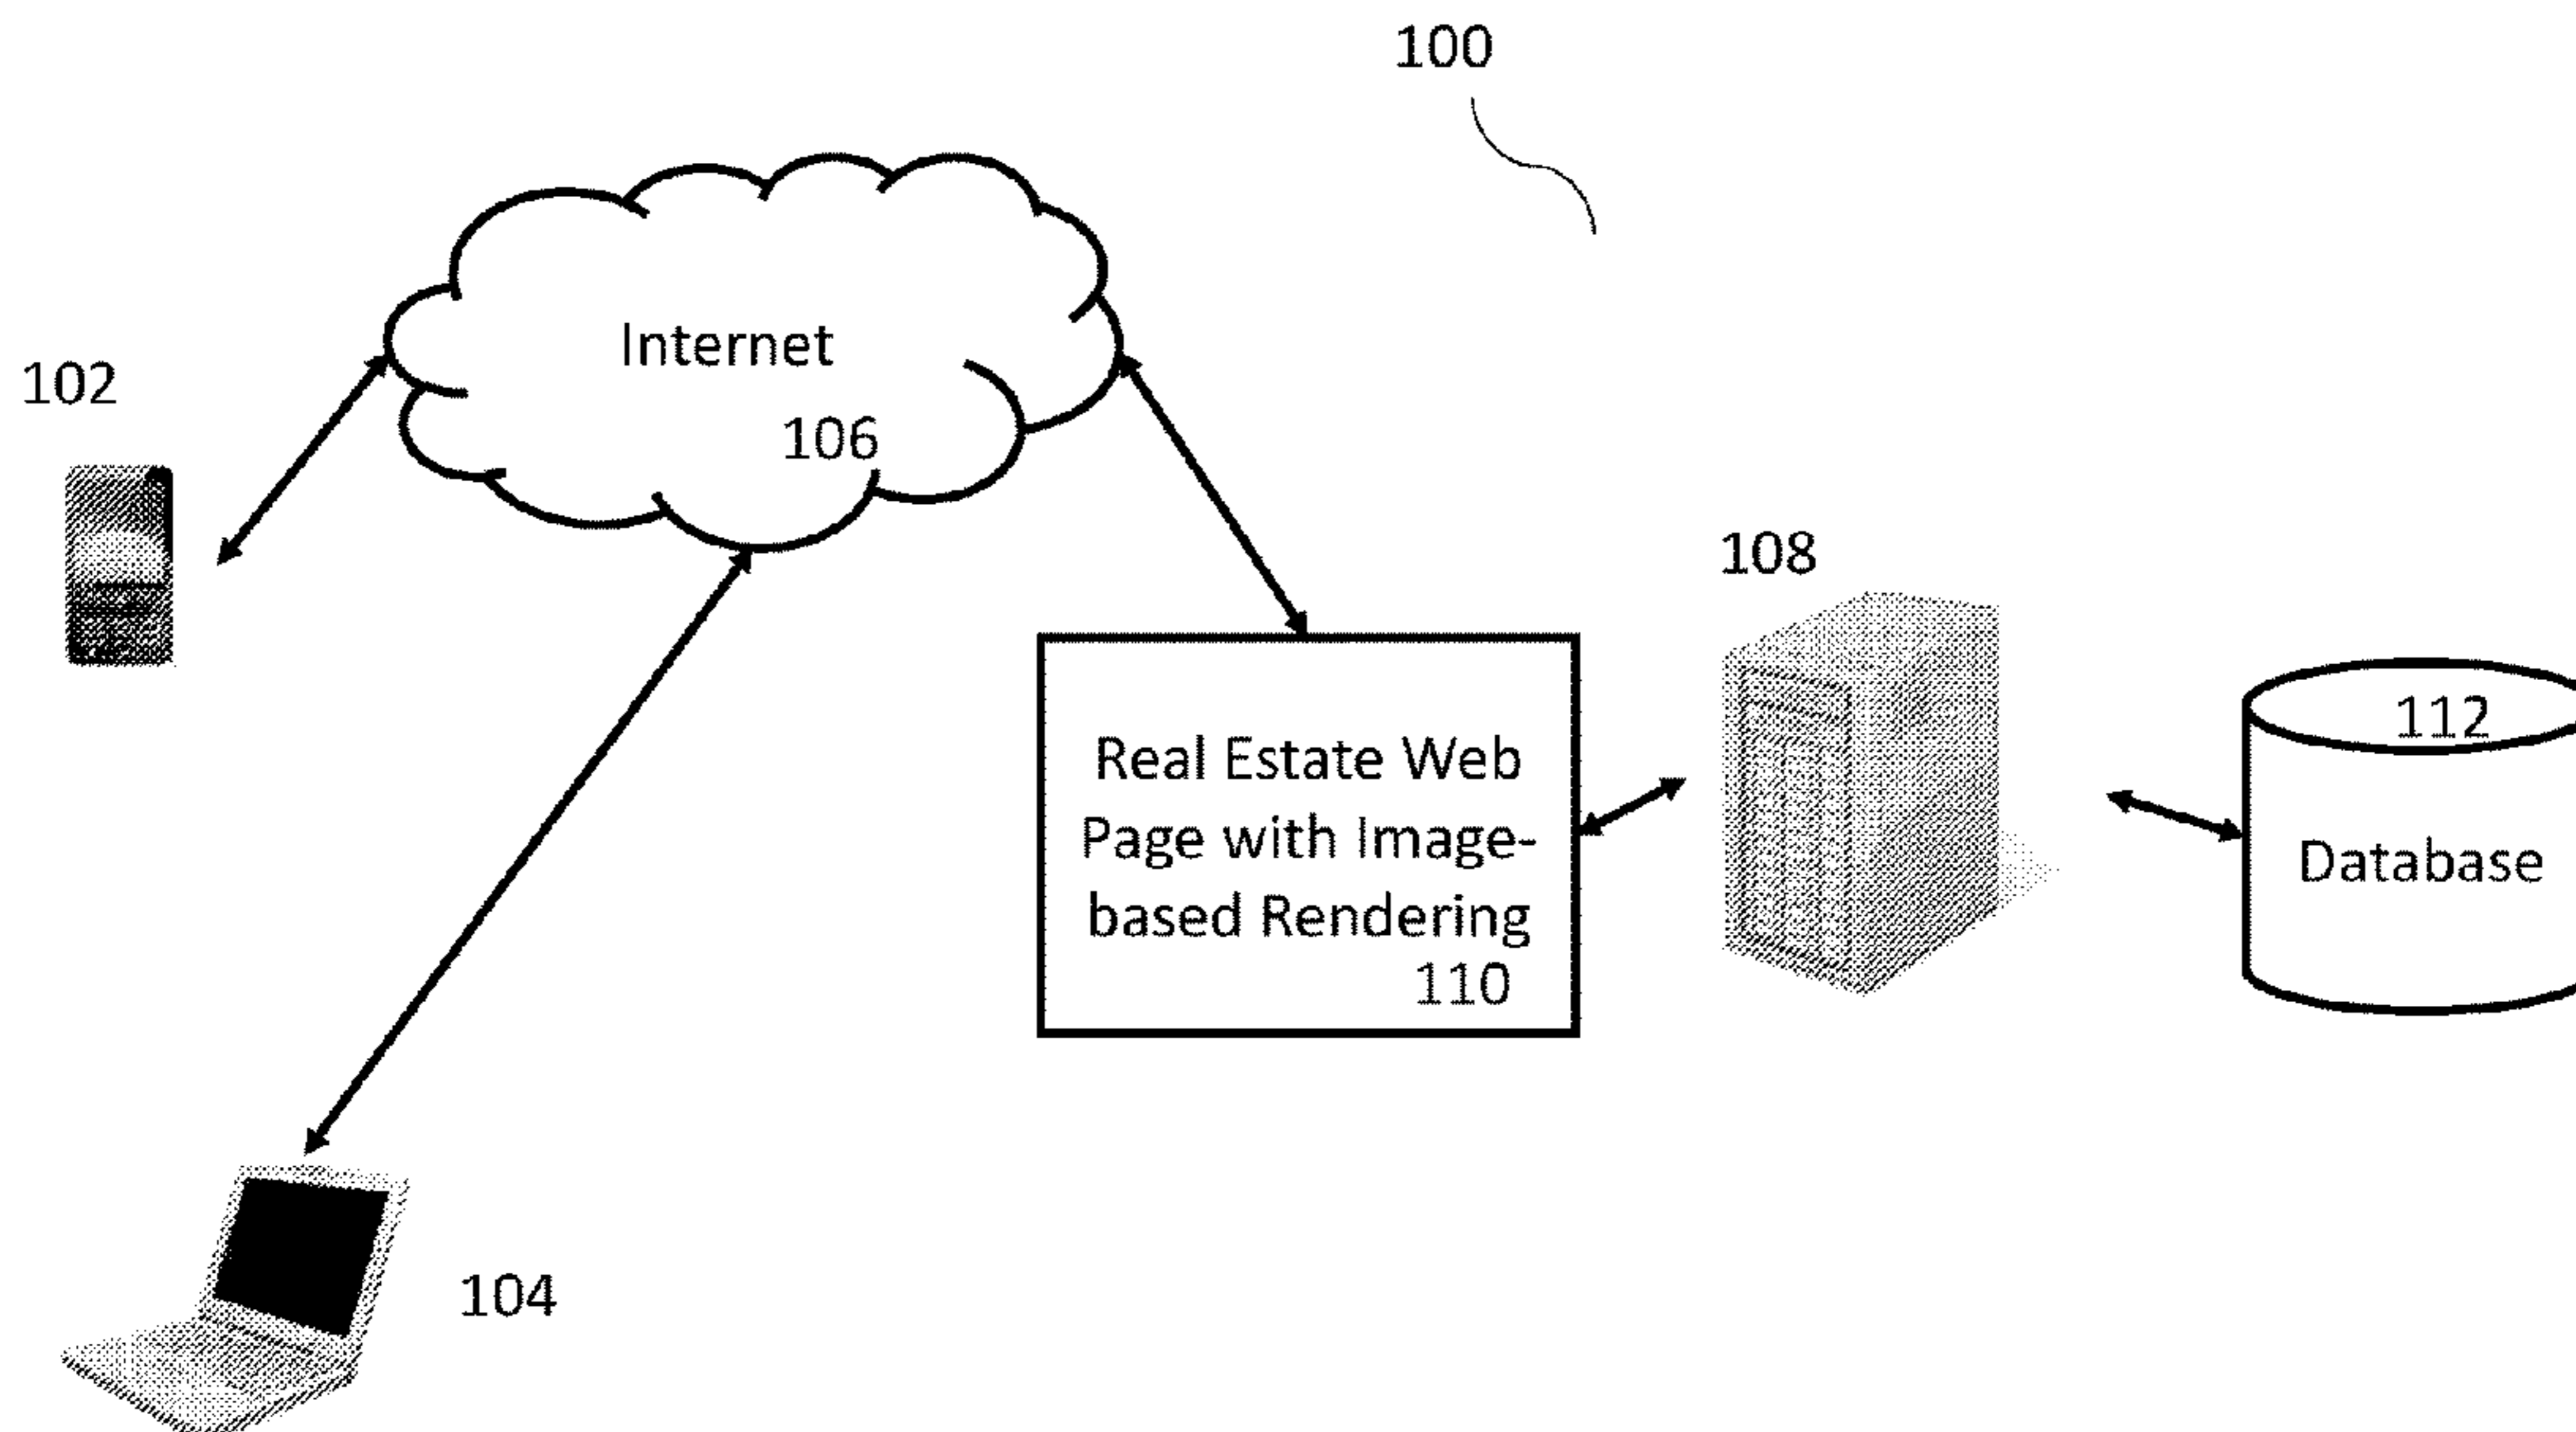 100
Internet
102
106
108
112
Real Estate Web
Page with Image-
based Rendering
110
Database
104